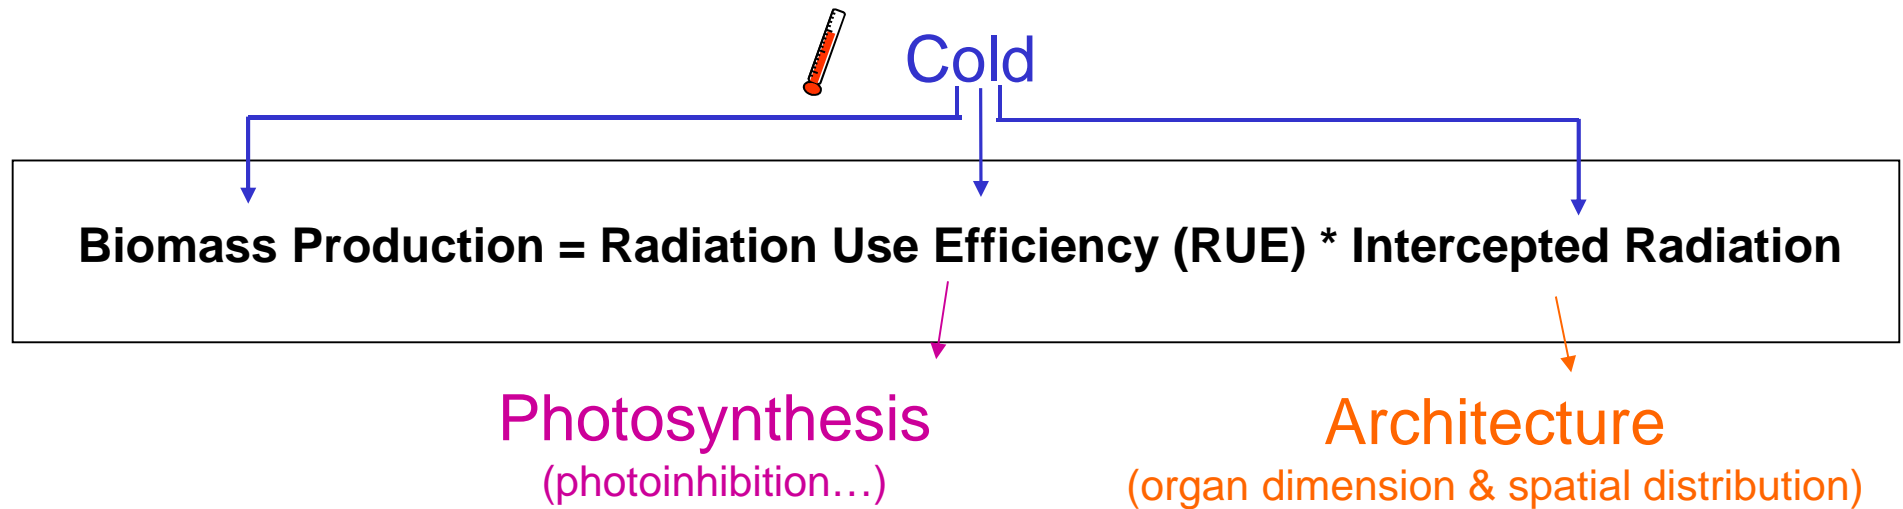 Cold
Biomass Production = Radiation Use Efficiency (RUE) * Intercepted Radiation
Photosynthesis
(photoinhibition…)
Architecture
(organ dimension & spatial distribution)